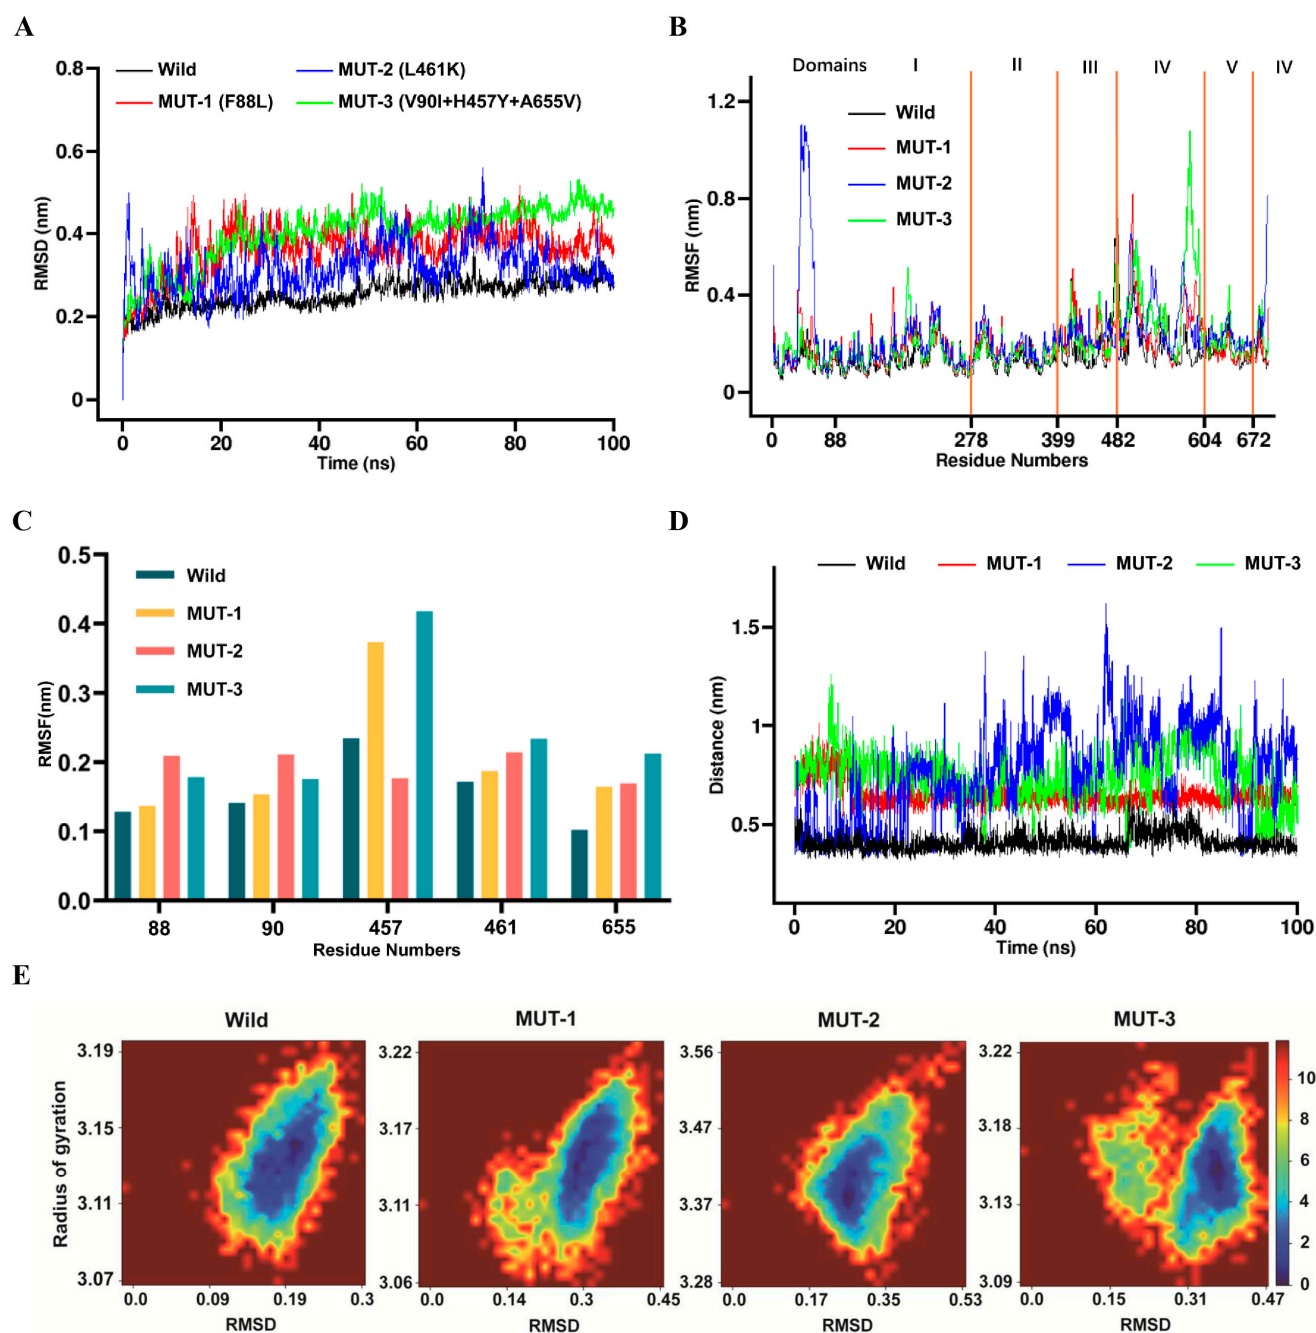 A
Wild
MUT-1 (F88L)
MUT-2 (L461K)
MUT-3 (V90I+H457Y+A655V)
0.8
0.6
0.4
0.2
0
RMSD (nm)
0 20 40 60 80 100
Time (ns)
B
Domains I II III IV V IV
Wild
MUT-1
MUT-2
MUT-3
1.2
0.8
0.4
0
RMSF (nm)
0 88 278 399 482 604 672
Residue Numbers
C
Wild
MUT-1
MUT-2
MUT-3
0.5
0.4
0.3
0.2
0.1
0.0
RMSF(nm)
88 90 457 461 655
Residue Numbers
D
Wild MUT-1 MUT-2 MUT-3
1.5
1
0.5
Distance (nm)
0 20 40 60 80 100
Time (ns)
E
Wild
3.19
3.15
3.11
3.07
Radius of gyration
0.0 0.09 0.19 0.3
RMSD
MUT-1
3.22
3.17
3.11
3.06
0.0 0.14 0.3 0.45
RMSD
MUT-2
3.56
3.47
3.37
3.28
0.0 0.17 0.35 0.53
RMSD
MUT-3
3.22
3.18
3.13
3.09
0.0 0.15 0.31 0.47
RMSD
10
8
6
4
2
0